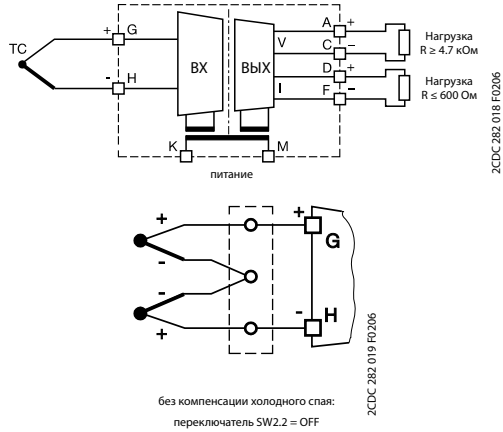 TC
+ G
- H
ВХ
ВЫХ
V
I
A +
C –
D +
F –
Нагрузка
R ≥ 4.7 кОм
Нагрузка
R ≤ 600 Ом
K
M
питание
2CDC 282 018 F0206
+
-
-
+
+
G
-
H
2CDC 282 019 F0206
без компенсации холодного спая:
переключатель SW2.2 = OFF